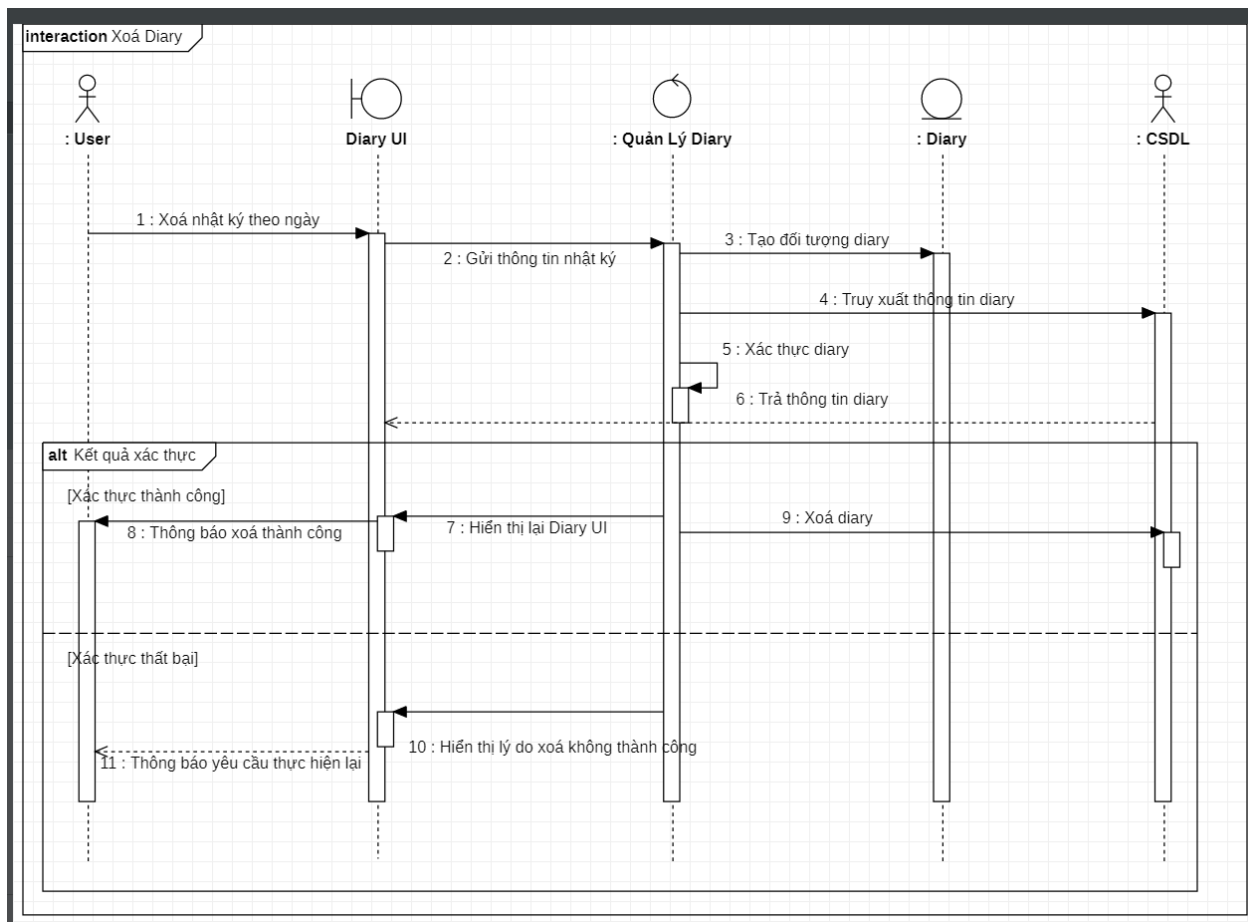 interaction Xoá Diary
: User
Diary UI
: Quản Lý Diary
: Diary
: CSDL
1 : Xoá nhật ký theo ngày
2 : Gửi thông tin nhật ký
3 : Tạo đối tượng diary
4 : Truy xuất thông tin diary
5 : Xác thực diary
6 : Trả thông tin diary
alt Kết quả xác thực
[Xác thực thành công]
7 : Hiển thị lại Diary UI
8 : Thông báo xoá thành công
9 : Xoá diary
[Xác thực thất bại]
10 : Hiển thị lý do xoá không thành công
11 : Thông báo yêu cầu thực hiện lại